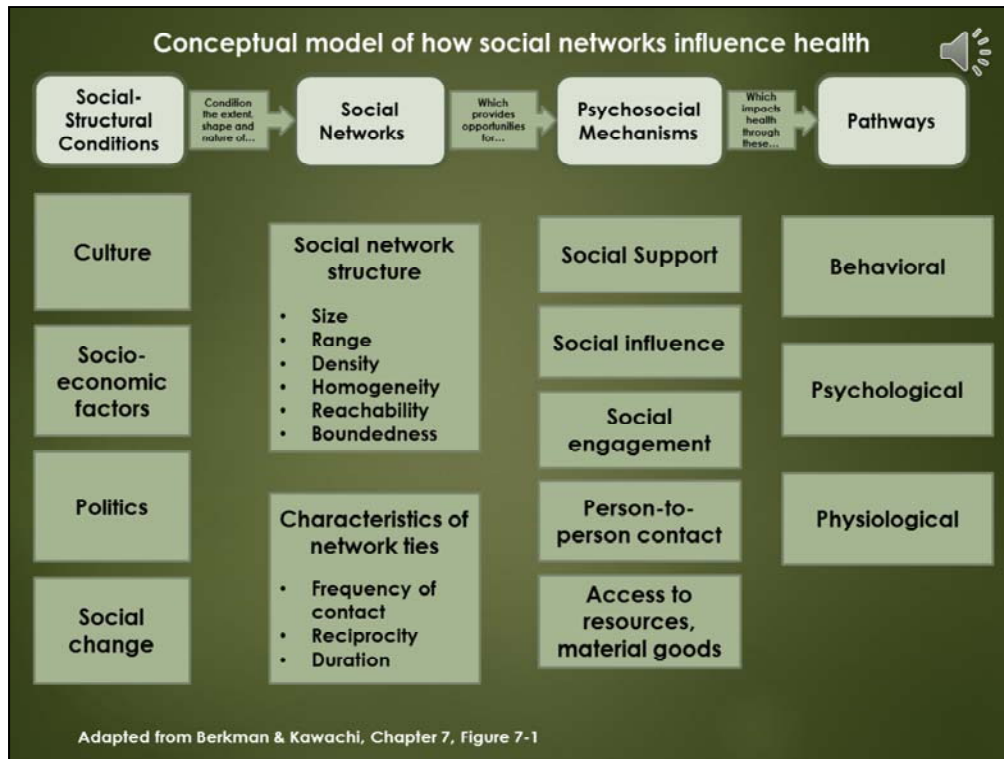 Conceptual model of how social networks influence health
Social-
Structural
Conditions
Condition
the extent,
shape and
nature of...
Social
Networks
Which
provides
opportunities
for...
Psychosocial
Mechanisms
Which
impacts
health
through
these...
Pathways
Culture
Socio-
economic
factors
Politics
Social
change
Social network
structure
• Size
• Range
• Density
• Homogeneity
• Reachability
• Boundedness
Characteristics of
network ties
• Frequency of
contact
• Reciprocity
• Duration
Social Support
Social influence
Social
engagement
Person-to-
person contact
Access to
resources,
material goods
Behavioral
Psychological
Physiological
Adapted from Berkman & Kawachi, Chapter 7, Figure 7-1